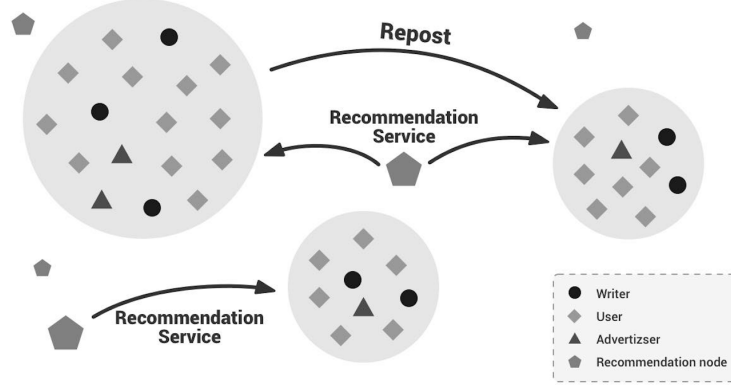 Repost
Recommendation
Service
Recommendation
Service
Writer
User
Advertizser
Recommendation node